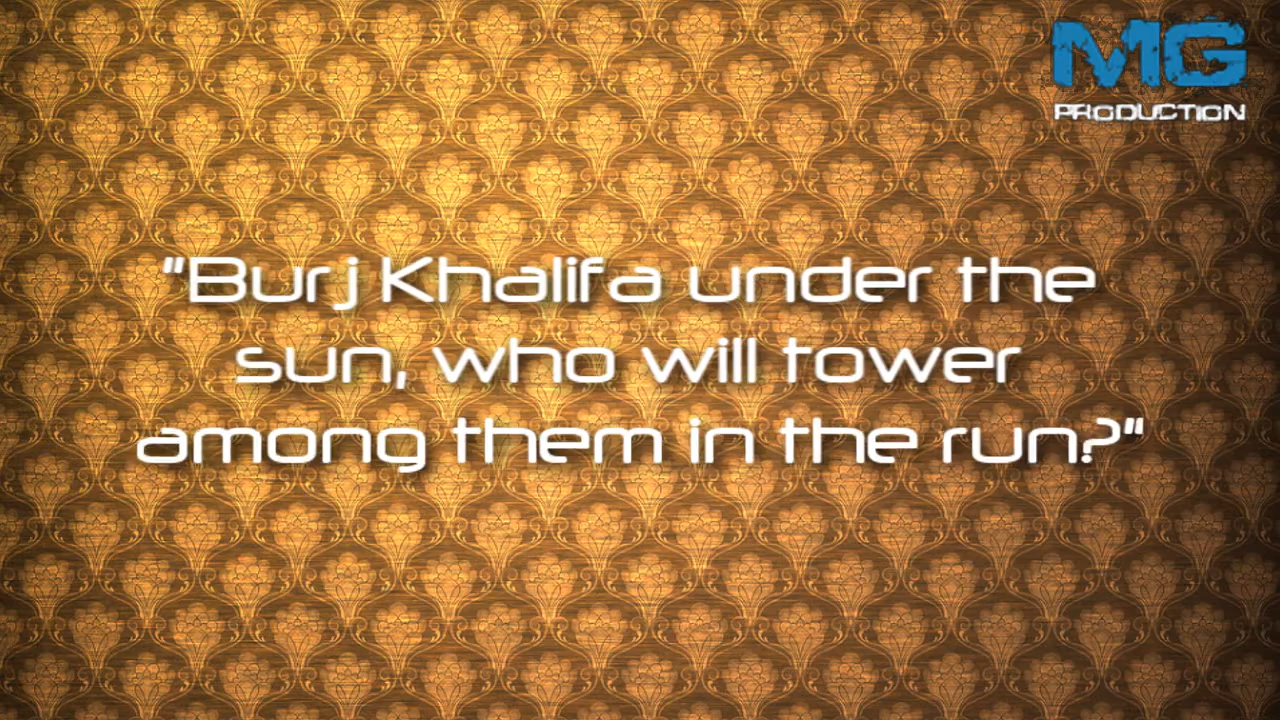 MG
PRODUCTION
"Burj Khalifa under the
sun, who will tower
among them in the run?"